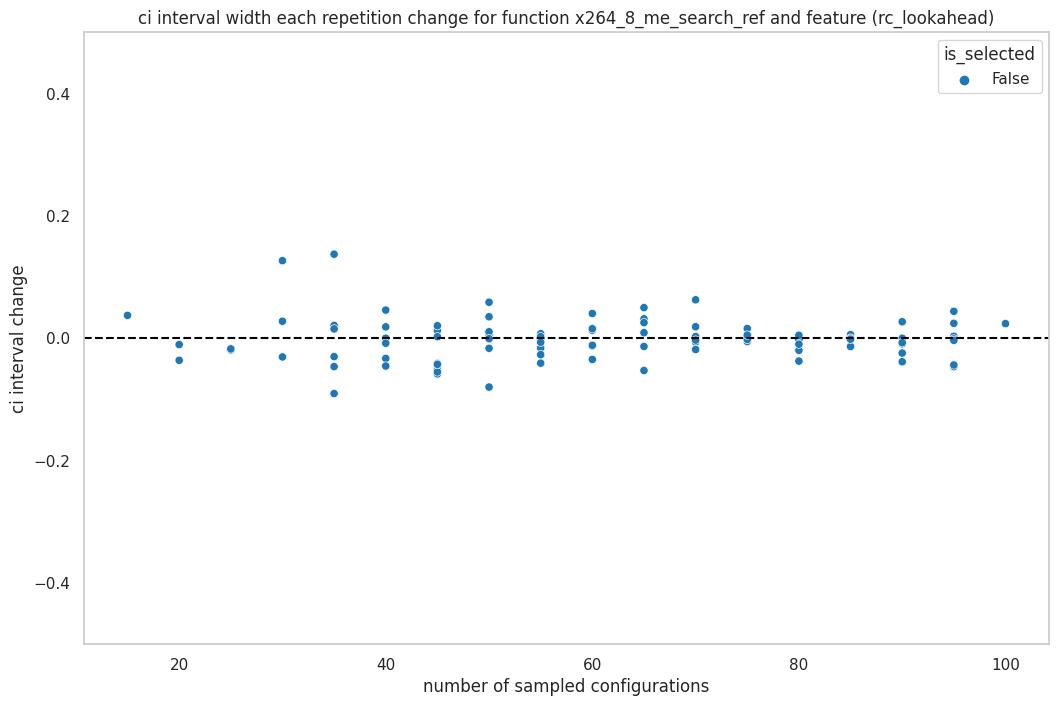 ci interval width each repetition change for function x264_8_me_search_ref and feature (rc_lookahead)
is_selected
False
ci interval change
0.4
0.2
0.0
−0.2
−0.4
20
40
60
80
100
number of sampled configurations